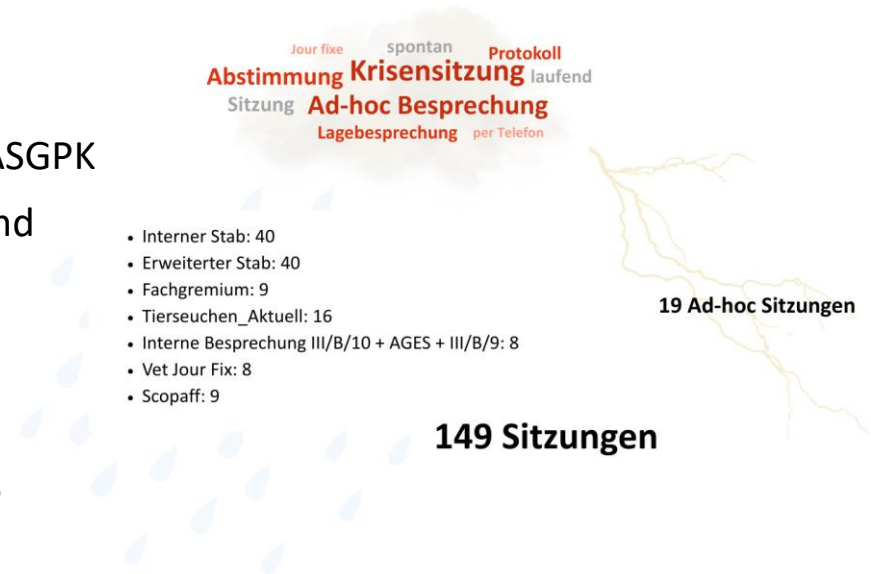 Jour fixe spontan Protokoll
Abstimmung Krisensitzung laufend
Sitzung Ad-hoc Besprechung
Lagebesprechung per Telefon
ASGPK
nd
• Interner Stab: 40
• Erweiterter Stab: 40
• Fachgremium: 9
• Tierseuchen_Aktuell: 16
• Interne Besprechung III/B/10 + AGES + III/B/9: 8
• Vet Jour Fix: 8
• Scopaff: 9
19 Ad-hoc Sitzungen
149 Sitzungen